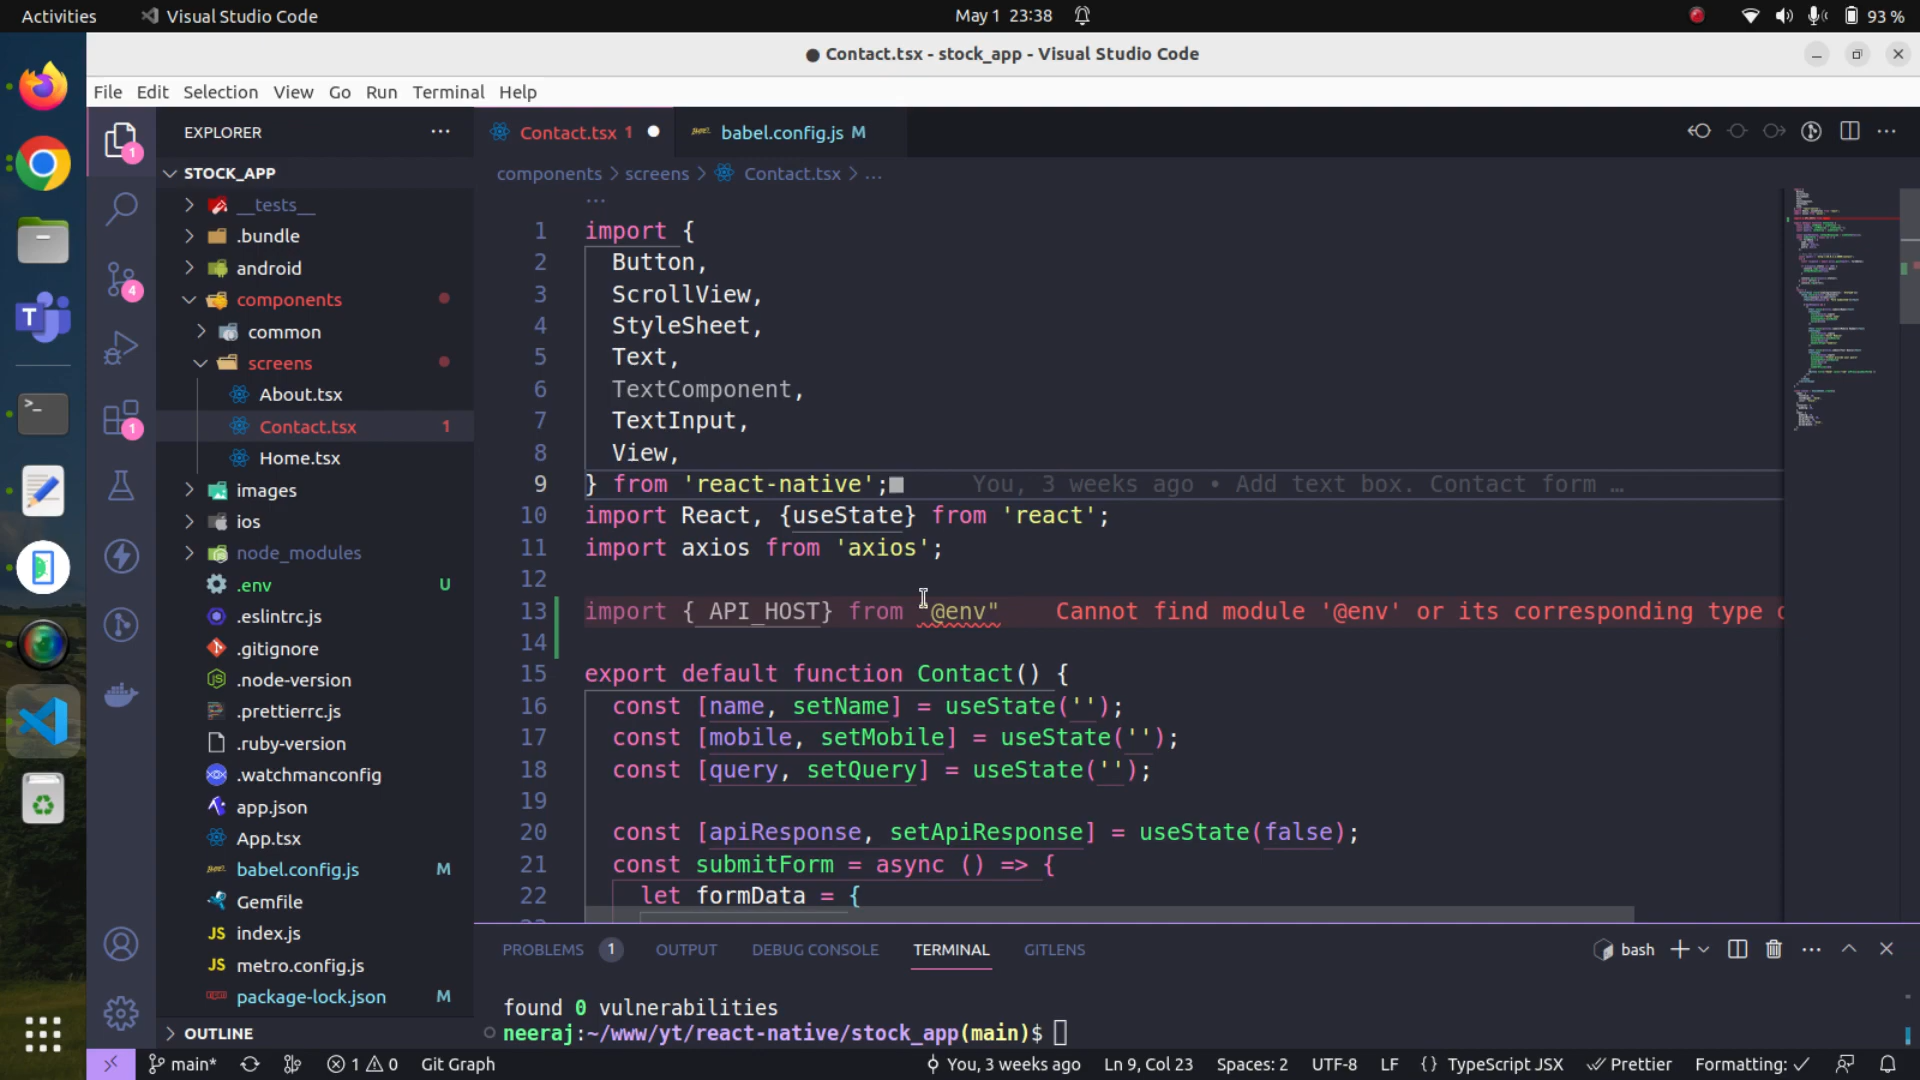 Activities Visual Studio Code May 1 23:38 93 %
● Contact.tsx - stock_app - Visual Studio Code
File Edit Selection View Go Run Terminal Help
EXPLORER ···
Contact.tsx 1 ●
babel.config.js M
STOCK_APP
components > screens > Contact.tsx > ...
__tests__
.bundle
android
components
common
screens
About.tsx
Contact.tsx 1
Home.tsx
images
ios
node_modules
.env U
.eslintrc.js
.gitignore
.node-version
.prettierrc.js
.ruby-version
.watchmanconfig
app.json
App.tsx
babel.config.js M
Gemfile
index.js
metro.config.js
package-lock.json M
OUTLINE
1
4
1
...
1 import {
2 Button,
3 ScrollView,
4 StyleSheet,
5 Text,
6 TextComponent,
7 TextInput,
8 View,
9 } from 'react-native'; You, 3 weeks ago • Add text box. Contact form …
10 import React, {useState} from 'react';
11 import axios from 'axios';
12
13 import { API_HOST} from "@env" Cannot find module '@env' or its corresponding type
14
15 export default function Contact() {
16 const [name, setName] = useState('');
17 const [mobile, setMobile] = useState('');
18 const [query, setQuery] = useState('');
19
20 const [apiResponse, setApiResponse] = useState(false);
21 const submitForm = async () => {
22 let formData = {
PROBLEMS 1 OUTPUT DEBUG CONSOLE TERMINAL GITLENS bash
found 0 vulnerabilities
neeraj:~/www/yt/react-native/stock_app(main)$
main* 1 0 Git Graph You, 3 weeks ago Ln 9, Col 23 Spaces: 2 UTF-8 LF {} TypeScript JSX Prettier Formatting: ✓